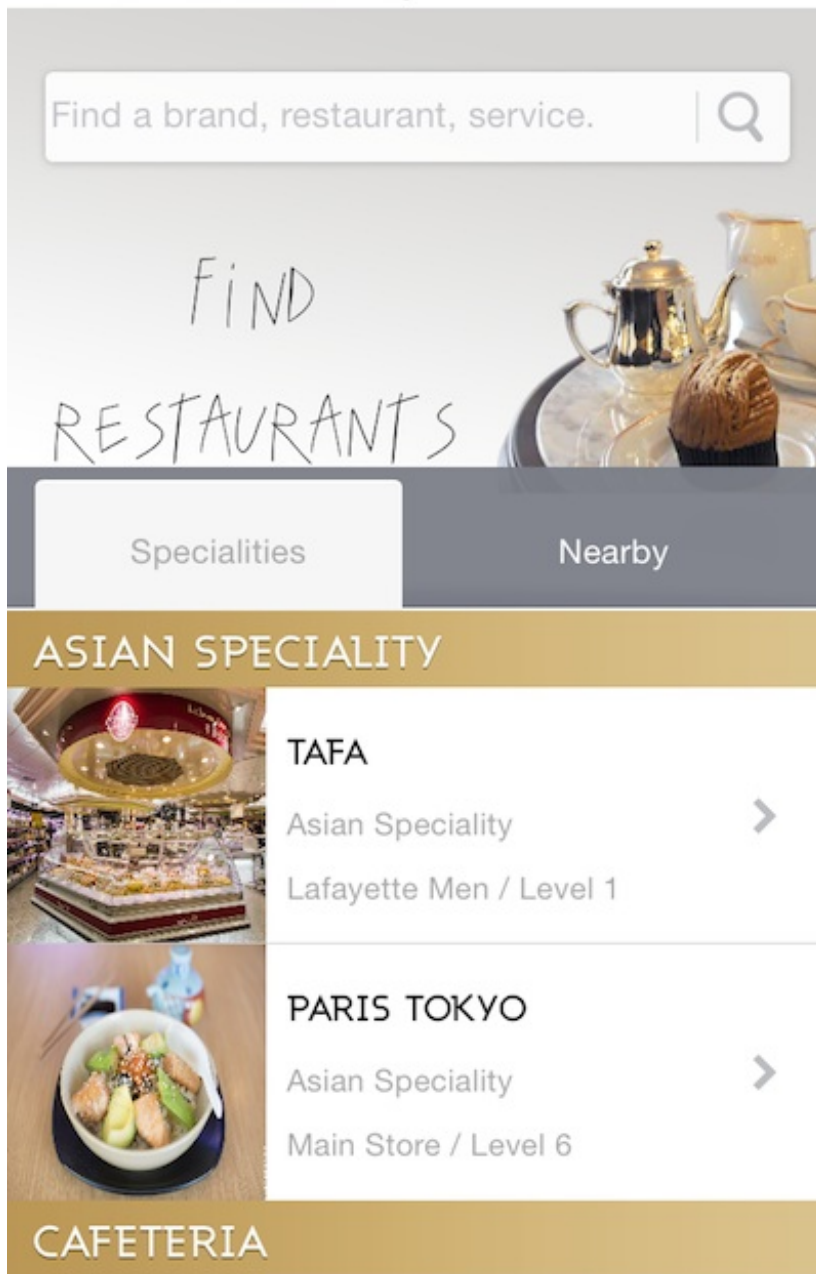 Find a brand, restaurant, service.
FiND
RESTAURANTS
Specialities
Nearby
ASIAN SPECIALITY
TAFA
Asian Speciality
Lafayette Men / Level 1
PARIS TOKYO
Asian Speciality
Main Store / Level 6
CAFETERIA